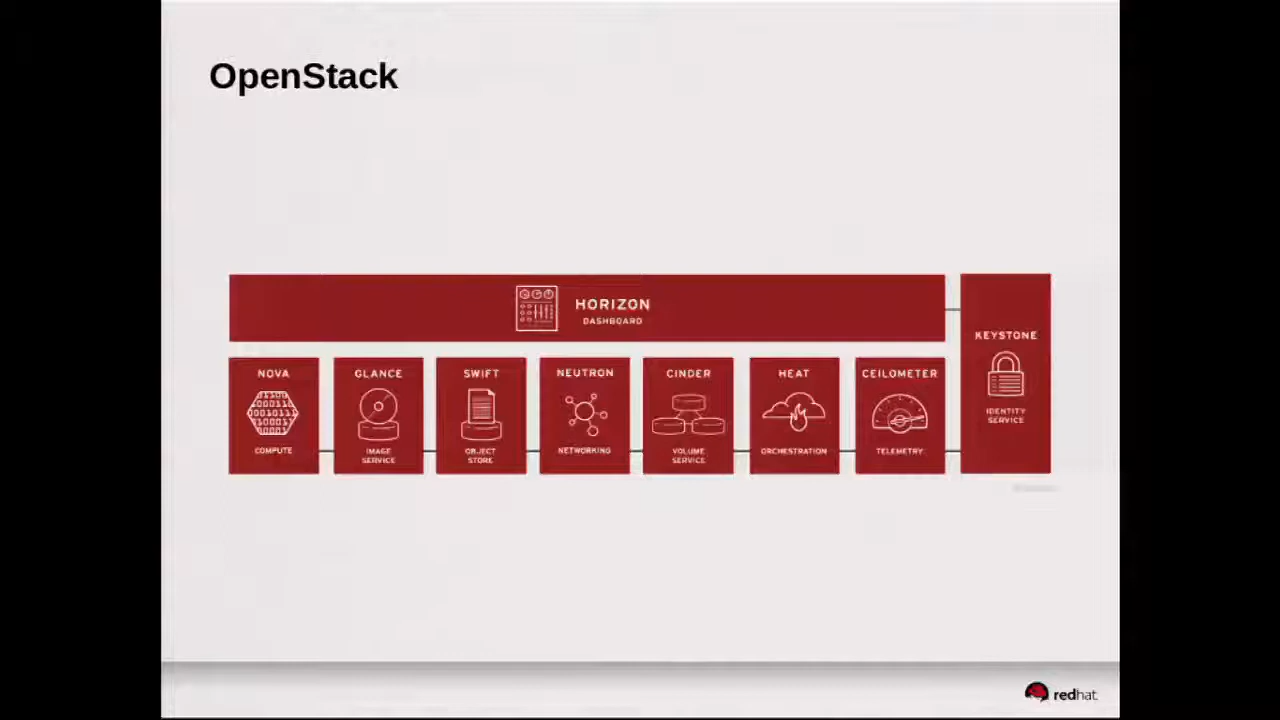 OpenStack
HORIZON
DASHBOARD
KEYSTONE
IDENTITY
SERVICE
NOVA
COMPUTE
GLANCE
IMAGE
SERVICE
SWIFT
OBJECT
STORE
NEUTRON
NETWORKING
CINDER
VOLUME
SERVICE
HEAT
ORCHESTRATION
CEILOMETER
TELEMETRY
redhat.